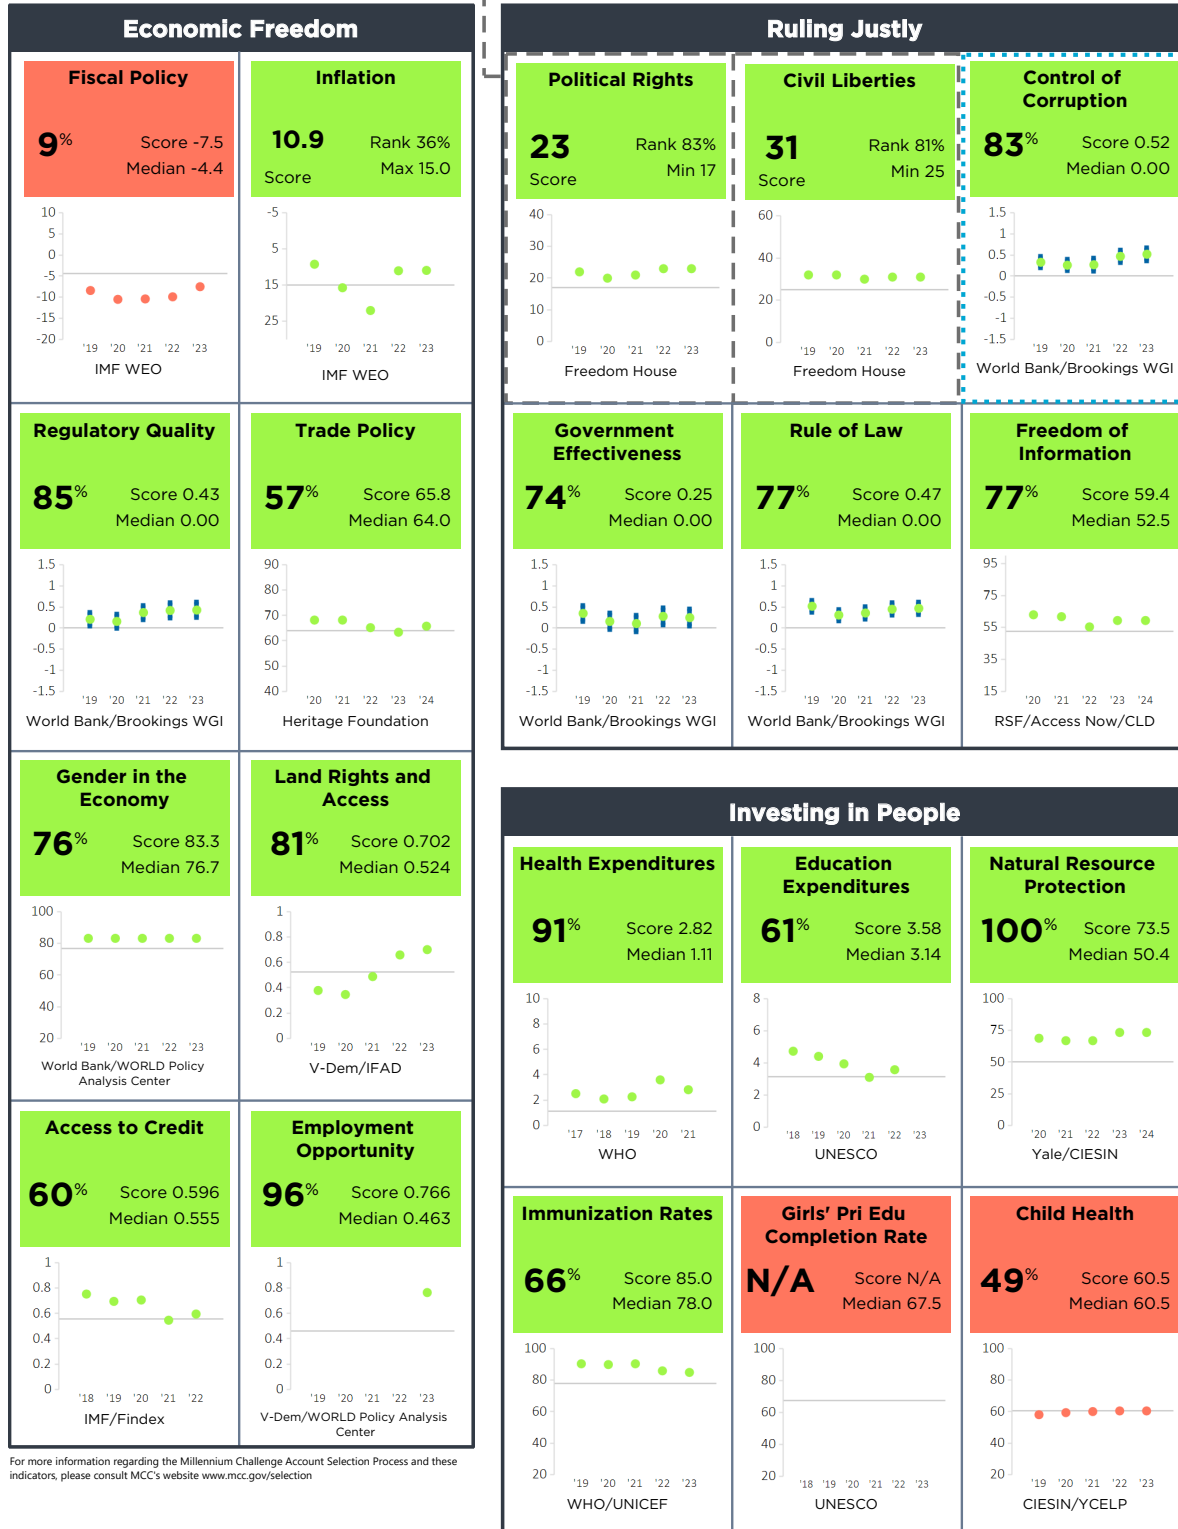 Economic Freedom
Fiscal Policy
9%
Score -7.5
Median -4.4
10
5
0
-5
-10
-15
-20
'19 '20 '21 '22 '23
IMF WEO
Inflation
10.9
Score
Rank 36%
Max 15.0
-5
5
15
25
'19 '20 '21 '22 '23
IMF WEO
Regulatory Quality
85%
Score 0.43
Median 0.00
1.5
1
0.5
0
-0.5
-1
-1.5
'19 '20 '21 '22 '23
World Bank/Brookings WGI
Trade Policy
57%
Score 65.8
Median 64.0
90
80
70
60
50
40
'20 '21 '22 '23 '24
Heritage Foundation
Gender in the
Economy
76%
Score 83.3
Median 76.7
100
80
60
40
20
'19 '20 '21 '22 '23
World Bank/WORLD Policy
Analysis Center
Land Rights and
Access
81%
Score 0.702
Median 0.524
1
0.8
0.6
0.4
0.2
0
'19 '20 '21 '22 '23
V-Dem/IFAD
Access to Credit
60%
Score 0.596
Median 0.555
1
0.8
0.6
0.4
0.2
0
'18 '19 '20 '21 '22
IMF/Findex
Employment
Opportunity
96%
Score 0.766
Median 0.463
1
0.8
0.6
0.4
0.2
0
'19 '20 '21 '22 '23
V-Dem/WORLD Policy Analysis
Center
For more information regarding the Millennium Challenge Account Selection Process and these
indicators, please consult MCC's website www.mcc.gov/selection
Ruling Justly
Political Rights
23
Score
Rank 83%
Min 17
40
30
20
10
0
'19 '20 '21 '22 '23
Freedom House
Civil Liberties
31
Score
Rank 81%
Min 25
60
40
20
0
'19 '20 '21 '22 '23
Freedom House
Control of
Corruption
83%
Score 0.52
Median 0.00
1.5
1
0.5
0
-0.5
-1
-1.5
'19 '20 '21 '22 '23
World Bank/Brookings WGI
Government
Effectiveness
74%
Score 0.25
Median 0.00
1.5
1
0.5
0
-0.5
-1
-1.5
'19 '20 '21 '22 '23
World Bank/Brookings WGI
Rule of Law
77%
Score 0.47
Median 0.00
1.5
1
0.5
0
-0.5
-1
-1.5
'19 '20 '21 '22 '23
World Bank/Brookings WGI
Freedom of
Information
77%
Score 59.4
Median 52.5
95
75
55
35
15
'20 '21 '22 '23 '24
RSF/Access Now/CLD
Investing in People
Health Expenditures
91%
Score 2.82
Median 1.11
10
8
6
4
2
0
'17 '18 '19 '20 '21
WHO
Education
Expenditures
61%
Score 3.58
Median 3.14
8
6
4
2
0
'18 '19 '20 '21 '22 '23
UNESCO
Natural Resource
Protection
100%
Score 73.5
Median 50.4
100
75
50
25
0
'20 '21 '22 '23 '24
Yale/CIESIN
Immunization Rates
66%
Score 85.0
Median 78.0
100
80
60
40
20
'19 '20 '21 '22 '23
WHO/UNICEF
Girls' Pri Edu
Completion Rate
N/A
Score N/A
Median 67.5
100
80
60
40
20
'18 '19 '20 '21 '22 '23
UNESCO
Child Health
49%
Score 60.5
Median 60.5
100
80
60
40
20
'19 '20 '21 '22 '23
CIESIN/YCELP